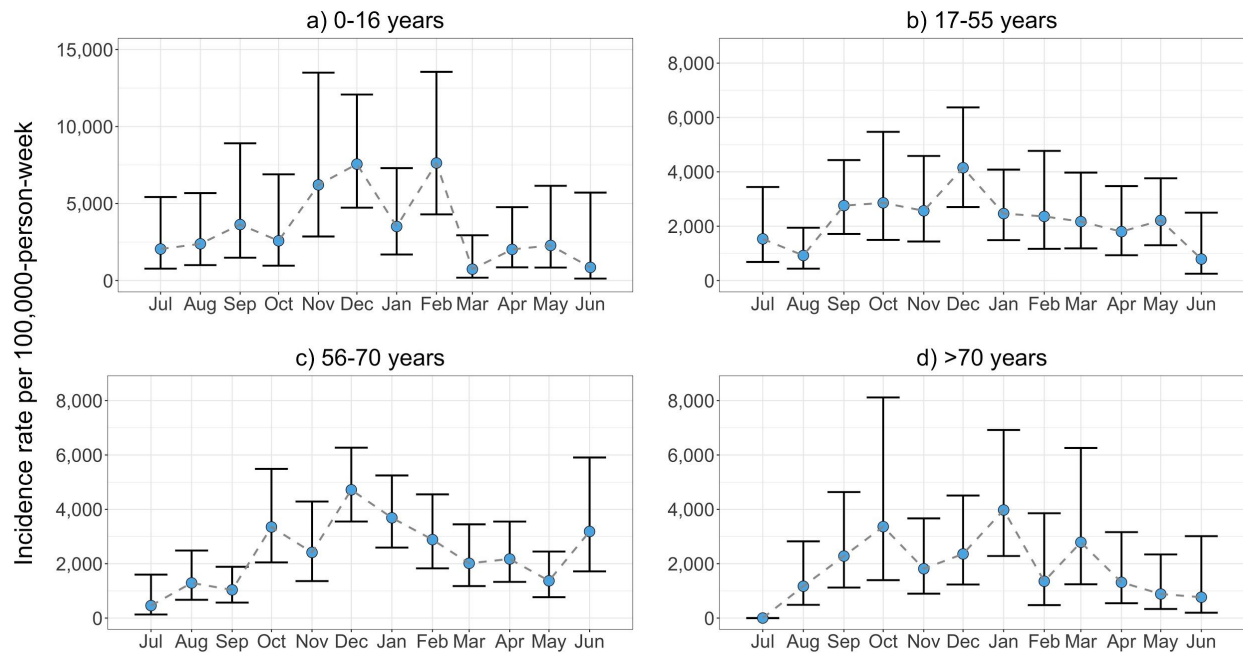 Incidence rate per 100,000-person-week
a) 0-16 years
15,000
10,000
5,000
0
Jul Aug Sep Oct Nov Dec Jan Feb Mar Apr May Jun
b) 17-55 years
8,000
6,000
4,000
2,000
0
Jul Aug Sep Oct Nov Dec Jan Feb Mar Apr May Jun
c) 56-70 years
8,000
6,000
4,000
2,000
0
Jul Aug Sep Oct Nov Dec Jan Feb Mar Apr May Jun
d) >70 years
8,000
6,000
4,000
2,000
0
Jul Aug Sep Oct Nov Dec Jan Feb Mar Apr May Jun